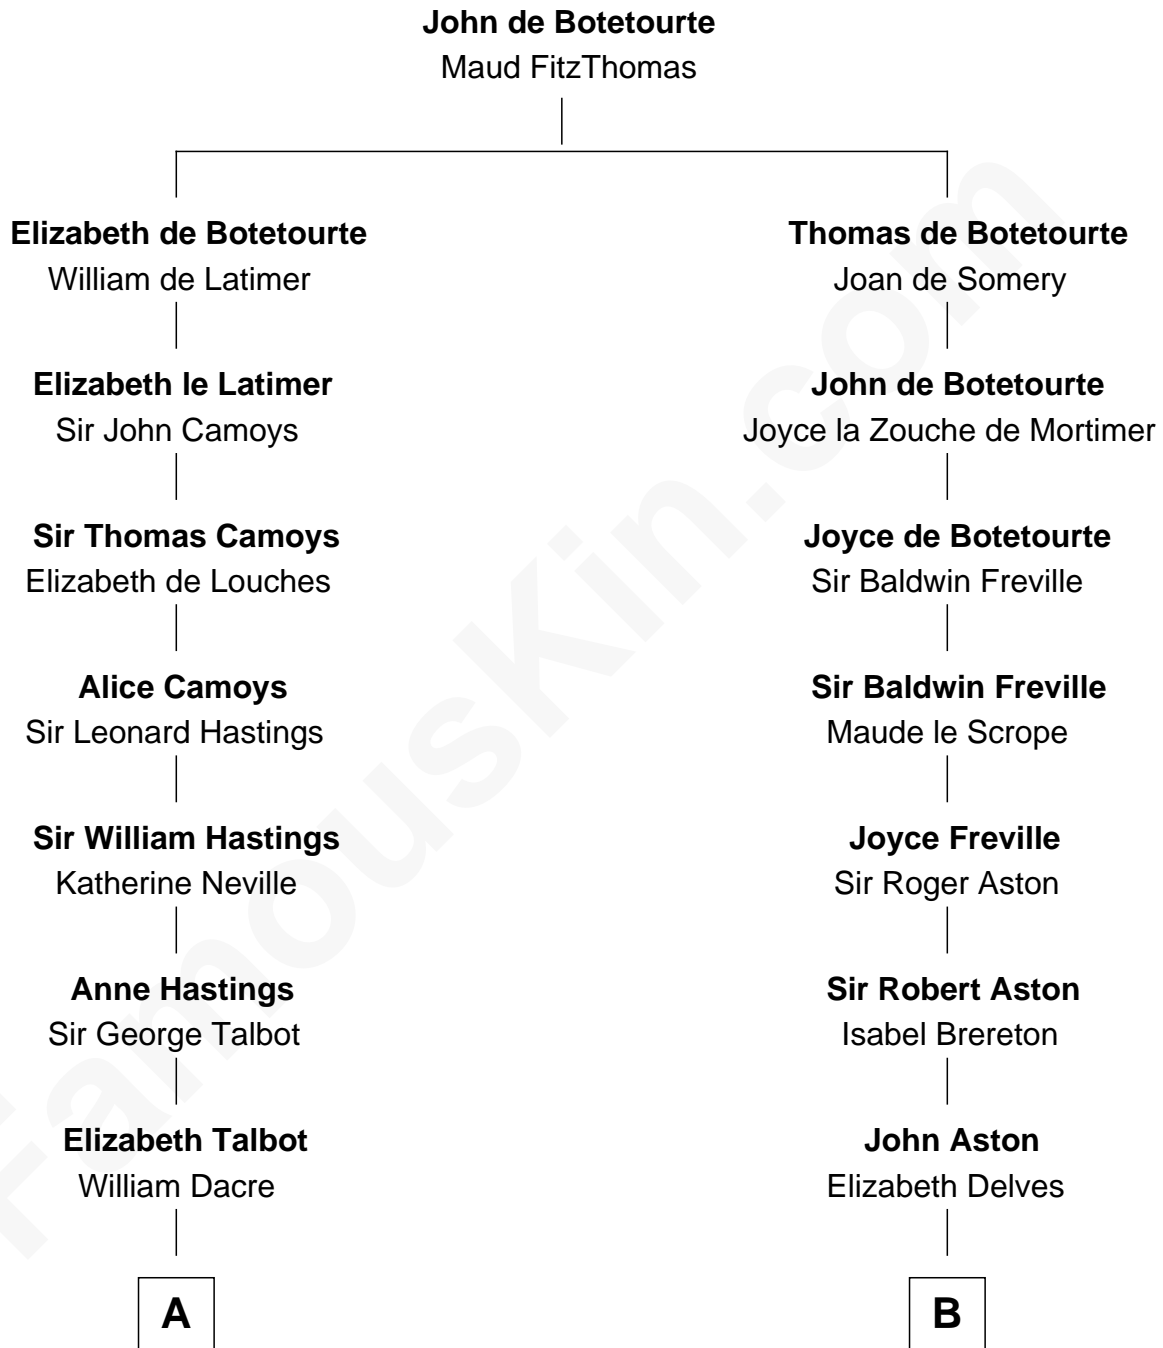 John de Botetourte
Maud FitzThomas
Elizabeth de Botetourte
William de Latimer
Thomas de Botetourte
Joan de Somery
Elizabeth le Latimer
Sir John Camoys
John de Botetourte
Joyce la Zouche de Mortimer
Sir Thomas Camoys
Elizabeth de Louches
Joyce de Botetourte
Sir Baldwin Freville
Alice Camoys
Sir Leonard Hastings
Sir Baldwin Freville
Maude le Scrope
Sir William Hastings
Katherine Neville
Joyce Freville
Sir Roger Aston
Anne Hastings
Sir George Talbot
Sir Robert Aston
Isabel Brereton
Elizabeth Talbot
William Dacre
John Aston
Elizabeth Delves
A
B
FamousKin.com